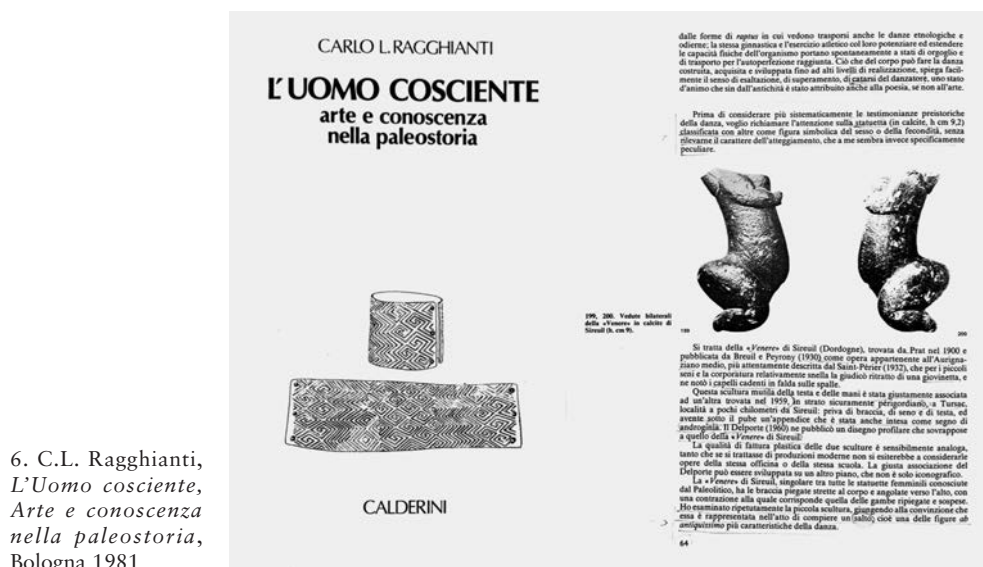 CARLO L. RAGGHIANTI
L'UOMO COSCIENTE
arte e conoscenza
nella paleostoria
CALDERINI
dalle forme di raptus in cui vedono trasporsi anche le danze etnologiche e
odierne; la stessa ginnastica e l'esercizio atletico col loro potenziare ed estendere
le capacità fisiche dell'organismo portano spontaneamente a stati di orgoglio e
di trasporto per l'autoperfezione raggiunta. Ciò che del corpo può fare la danza
costruita, acquisita e sviluppata fino ad alti livelli di realizzazione, spiega facil-
mente il senso di esaltazione, di superamento, di catarsi del danzatore, uno stato
d'animo che sin dall'antichità è stato attribuito anche alla poesia, se non all'arte.
Prima di considerare più sistematicamente le testimonianze preistoriche
della danza, voglio richiamare l'attenzione sulla statuetta (in calcite, h cm 9,2)
classificata con altre come figura simbolica del sesso o della fecondità, senza
rilevarne il carattere dell'atteggiamento, che a me sembra invece specificamente
peculiare.
199, 200. Vedute bilaterali
della «Venere» in calcite di
Sireuil (h. cm 9).
199
200
Si tratta della «Venere» di Sireuil (Dordogne), trovata da Prat nel 1900 e
pubblicata da Breuil e Peyrony (1930) come opera appartenente all'Aurigna-
ziano medio, più attentamente descritta dal Saint-Périer (1932), che per i piccoli
seni e la corporatura relativamente snella la giudicò ritratto di una giovinetta, e
ne notò i capelli cadenti in falda sulle spalle.
Questa scultura mutila della testa e delle mani è stata giustamente associata
ad un'altra trovata nel 1959, in strato sicuramente périgordiano, a Tursac,
località a pochi chilometri da Sireuil: priva di braccia, di seno e di testa, ed
avente sotto il pube un'appendice che è stata anche intesa come segno di
androginia. Il Delporte (1960) ne pubblicò un disegno profilare che sovrappose
a quello della «Venere» di Sireuil.
La qualità di fattura plastica delle due sculture è sensibilmente analoga,
tanto che se si trattasse di produzioni moderne non si esiterebbe a considerarle
opere della stessa officina o della stessa scuola. La giusta associazione del
Delporte può essere sviluppata su un altro piano, che non è solo iconografico.
La «Venere» di Sireuil, singolare tra tutte le statuette femminili conosciute
dal Paleolitico, ha le braccia piegate strette al corpo e angolate verso l'alto, con
una contrazione alla quale corrisponde quella delle gambe ripiegate e sospese.
Ho esaminato ripetutamente la piccola scultura, giungendo alla convinzione che
essa è rappresentata nell'atto di compiere un salto, cioè una delle figure ab
antiquissimo più caratteristiche della danza.
64
6. C.L. Ragghianti,
L'Uomo cosciente,
Arte e conoscenza
nella paleostoria,
Bologna 1981